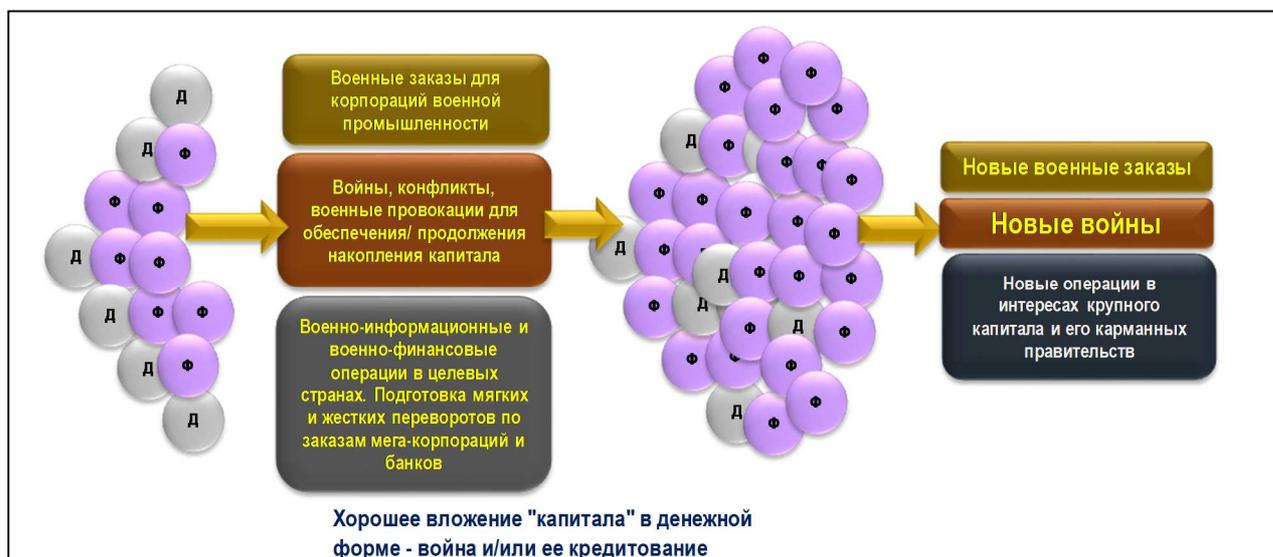 Д
Д
Ф
Ф
Ф
Д
Ф
Ф
Д
Ф
Ф
Д
Ф
Д
Военные заказы для
корпораций военной
промышленности
Войны, конфликты,
военные провокации для
обеспечения/ продолжения
накопления капитала
Военно-информационные и
военно-финансовые
операции в целевых
странах. Подготовка мягких
и жестких переворотов по
заказам мега-корпораций и
банков
Ф
Ф
Ф
Ф
Ф
Д
Ф
Ф
Ф
Ф
Ф
Ф
Ф
Ф
Ф
Д
Ф
Ф
Д
Ф
Ф
Ф
Ф
Д
Ф
Д
Ф
Ф
Ф
Ф
Д
Ф
Ф
Новые военные заказы
Новые войны
Новые операции в
интересах крупного
капитала и его карманных
правительств
Хорошее вложение "капитала" в денежной
форме - война и/или ее кредитование